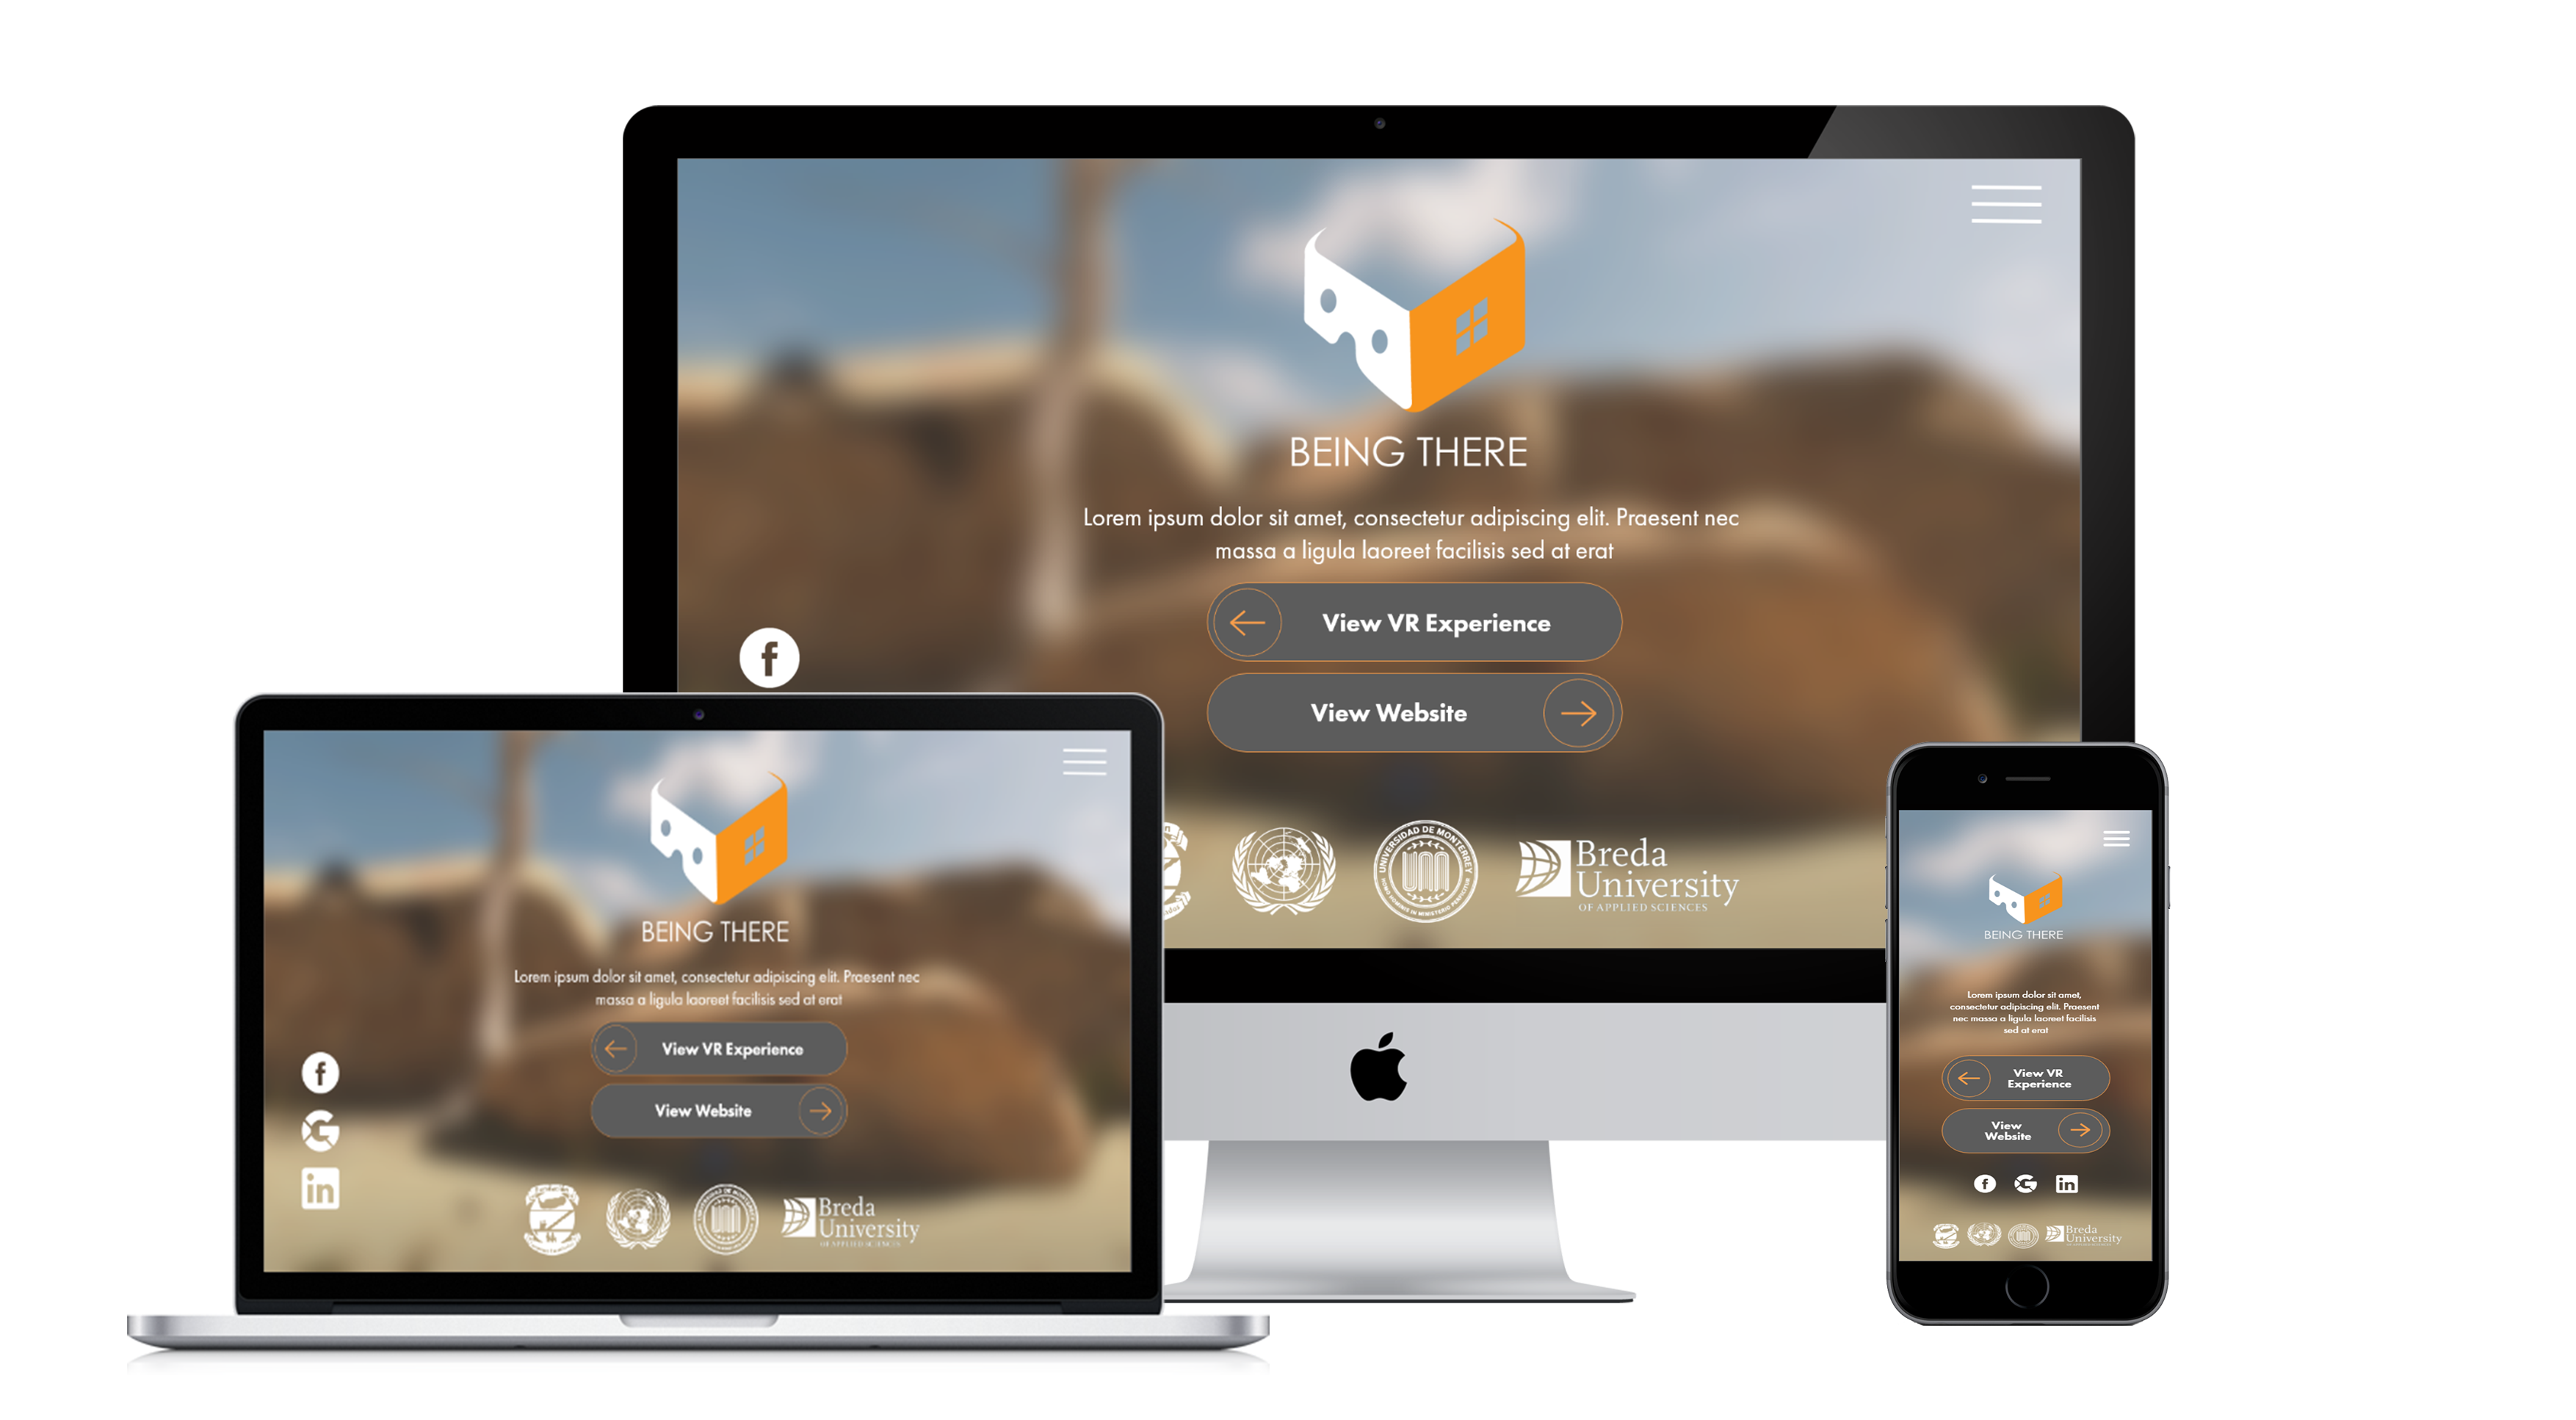 BEING THERE
Lorem ipsum dolor sit amet, consectetur adipiscing elit. Praesent nec
massa a ligula laoreet facilisis sed at erat
View VR Experience
View Website
f
UNIVERSIDAD DE MONTERREY
Breda
University
OF APPLIED SCIENCES
BEING THERE
Lorem ipsum dolor sit amet, consectetur adipiscing elit. Praesent nec
massa a ligula laoreet facilisis sed at erat
View VR Experience
View Website
f
G
in
Breda
University
OF APPLIED SCIENCES
BEING THERE
Lorem ipsum dolor sit amet,
consectetur adipiscing elit. Praesent
nec massa a ligula laoreet facilisis
sed at erat
View VR
Experience
View
Website
f
G
in
Breda
University